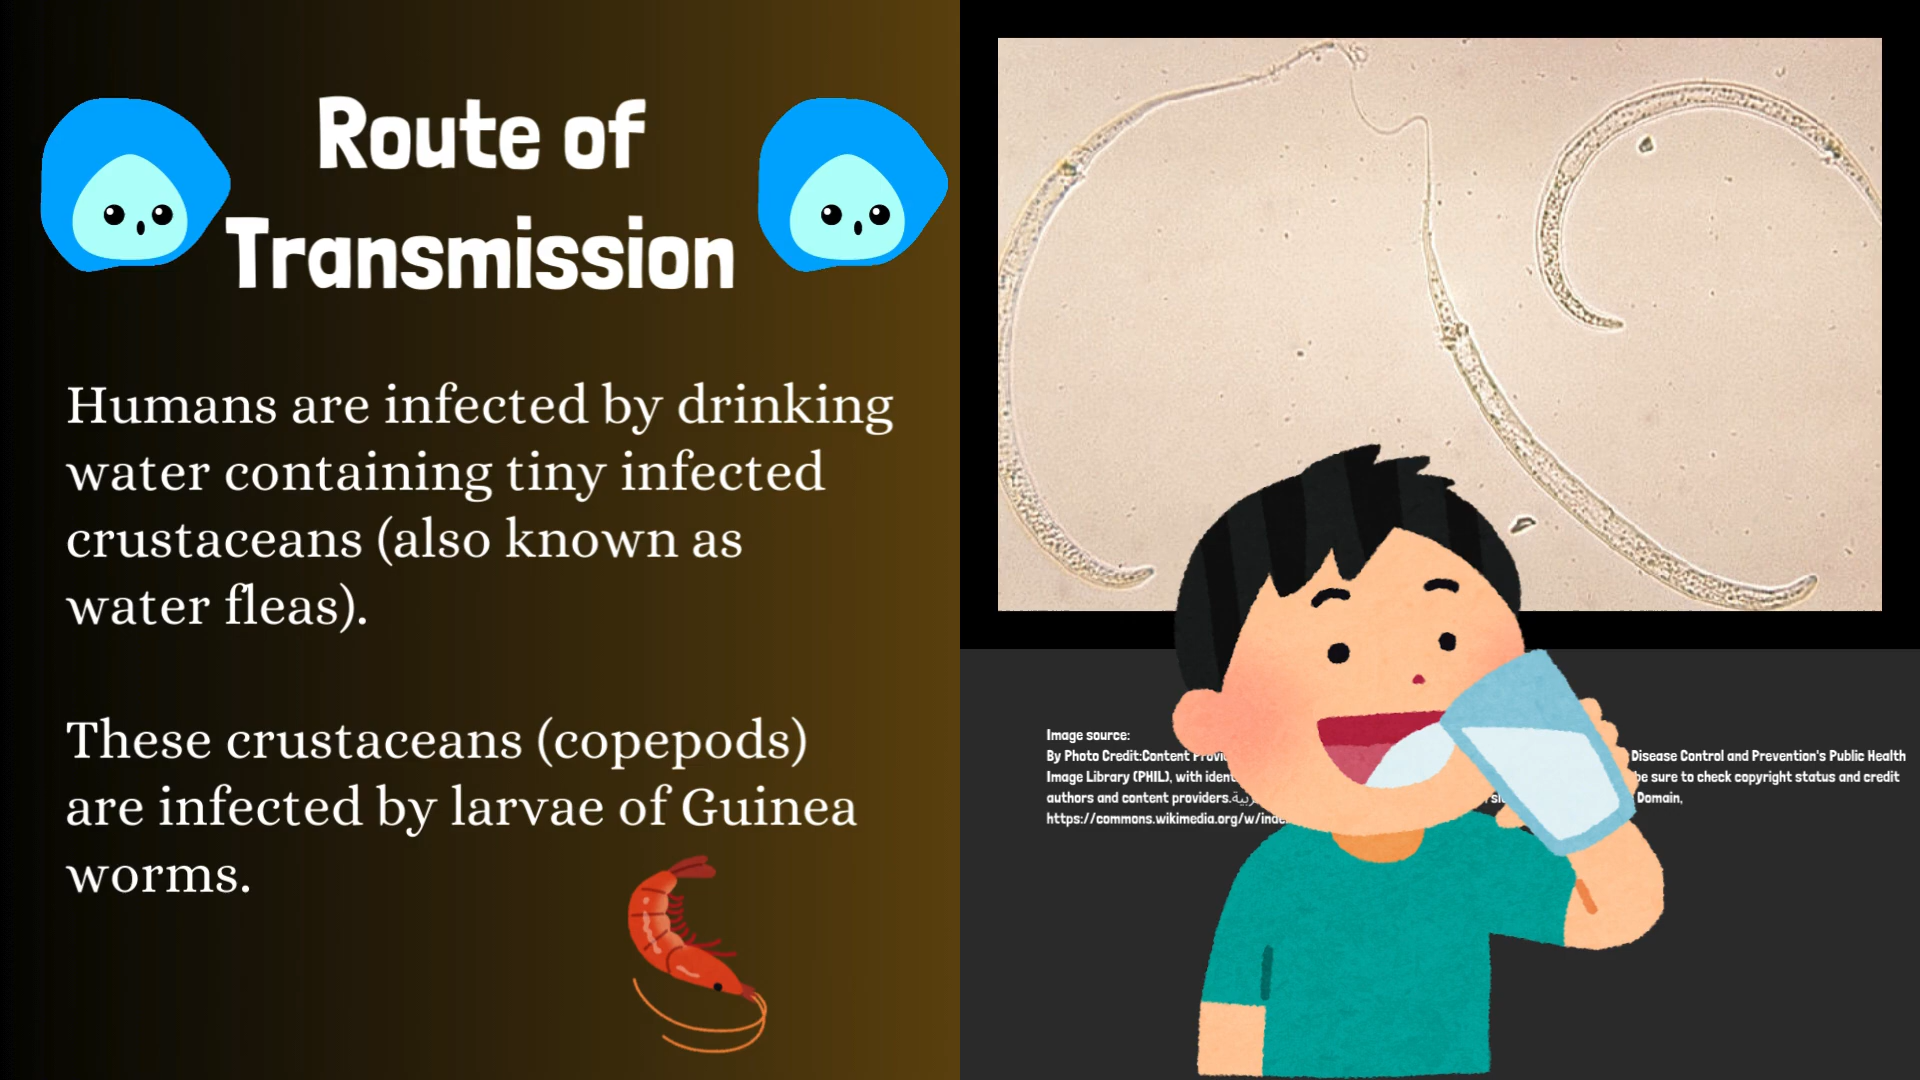 Route of
Transmission
Humans are infected by drinking
water containing tiny infected
crustaceans (also known as
water fleas).
These crustaceans (copepods)
are infected by larvae of Guinea
worms.
Image source:
By Photo Credit:Content Disease Control and Prevention's Public Health
Image Library (PHIL), with be sure to check copyright status and credit
authors and content providers. Domain,
https://commons.wikimedia.org/w/